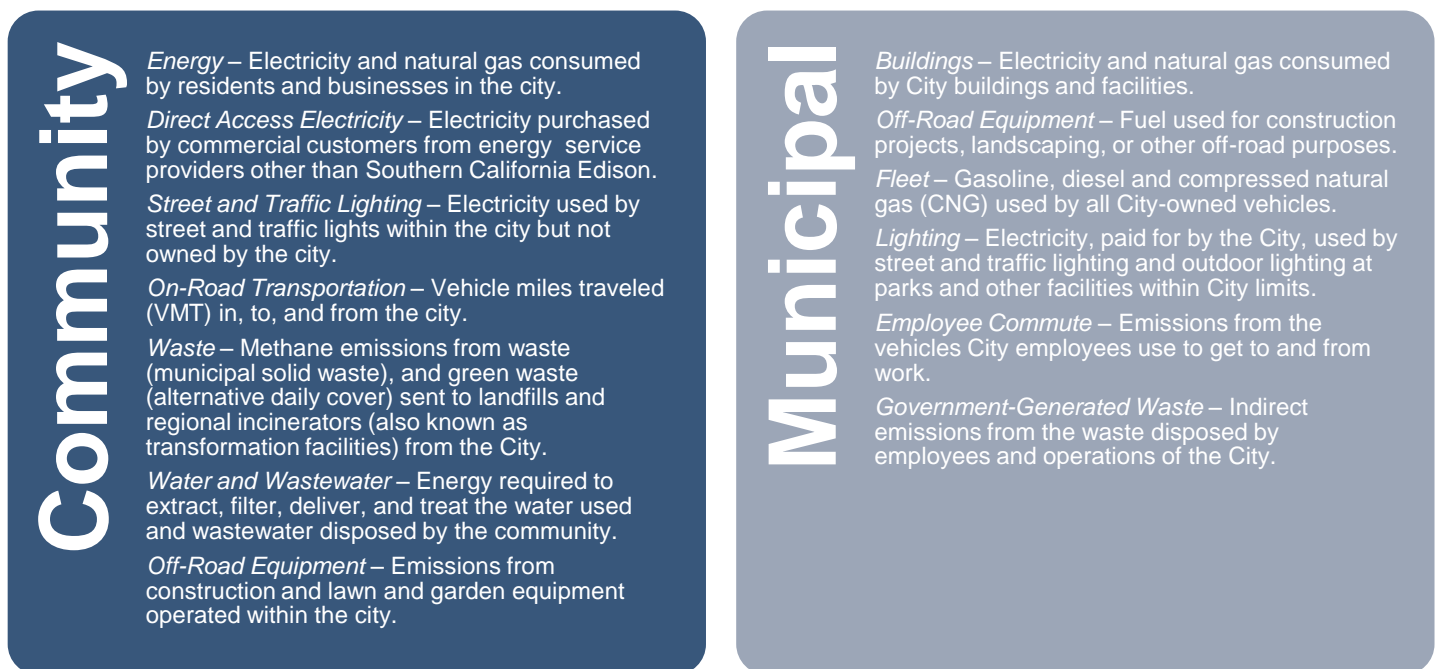 Community
Energy – Electricity and natural gas consumed
by residents and businesses in the city.
Direct Access Electricity – Electricity purchased
by commercial customers from energy  service
providers other than Southern California Edison.
Street and Traffic Lighting – Electricity used by
street and traffic lights within the city but not
owned by the city.
On-Road Transportation – Vehicle miles traveled
(VMT) in, to, and from the city.
Waste – Methane emissions from waste
(municipal solid waste), and green waste
(alternative daily cover) sent to landfills and
regional incinerators (also known as
transformation facilities) from the City.
Water and Wastewater – Energy required to
extract, filter, deliver, and treat the water used
and wastewater disposed by the community.
Off-Road Equipment – Emissions from
construction and lawn and garden equipment
operated within the city.
Municipal
Buildings – Electricity and natural gas consumed
by City buildings and facilities.
Off-Road Equipment – Fuel used for construction
projects, landscaping, or other off-road purposes.
Fleet – Gasoline, diesel and compressed natural
gas (CNG) used by all City-owned vehicles.
Lighting – Electricity, paid for by the City, used by
street and traffic lighting and outdoor lighting at
parks and other facilities within City limits.
Employee Commute – Emissions from the
vehicles City employees use to get to and from
work.
Government-Generated Waste – Indirect
emissions from the waste disposed by
employees and operations of the City.